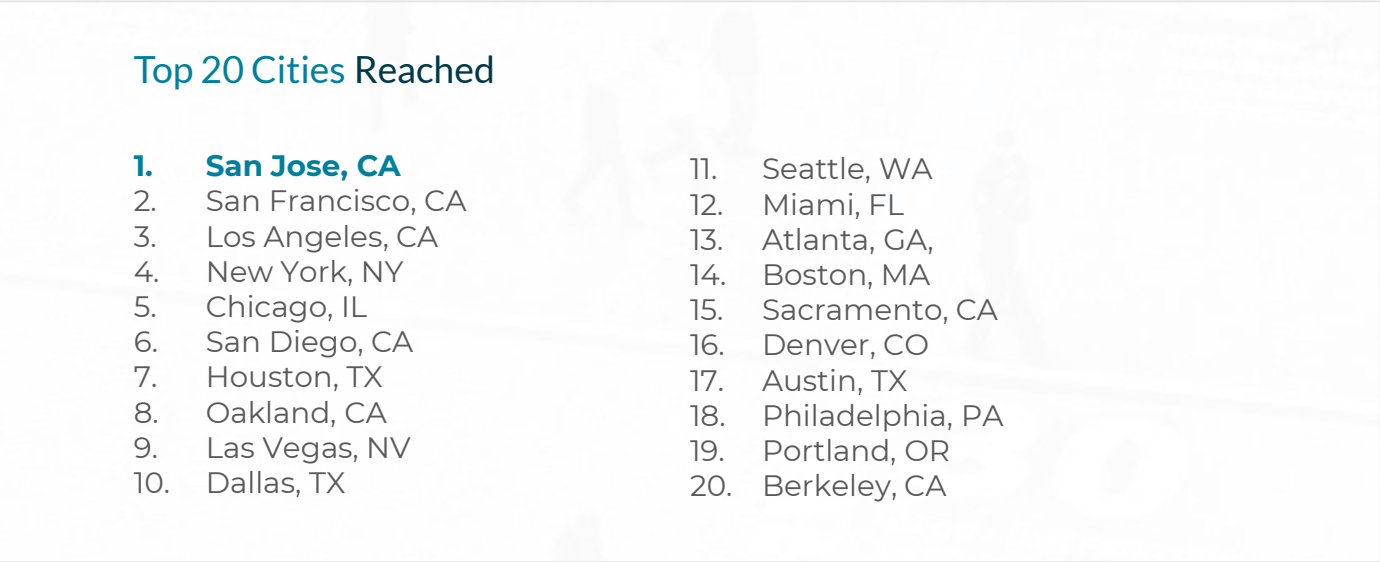 Top 20 Cities Reached
1. San Jose, CA
2. San Francisco, CA
3. Los Angeles, CA
4. New York, NY
5. Chicago, IL
6. San Diego, CA
7. Houston, TX
8. Oakland, CA
9. Las Vegas, NV
10. Dallas, TX
11. Seattle, WA
12. Miami, FL
13. Atlanta, GA,
14. Boston, MA
15. Sacramento, CA
16. Denver, CO
17. Austin, TX
18. Philadelphia, PA
19. Portland, OR
20. Berkeley, CA